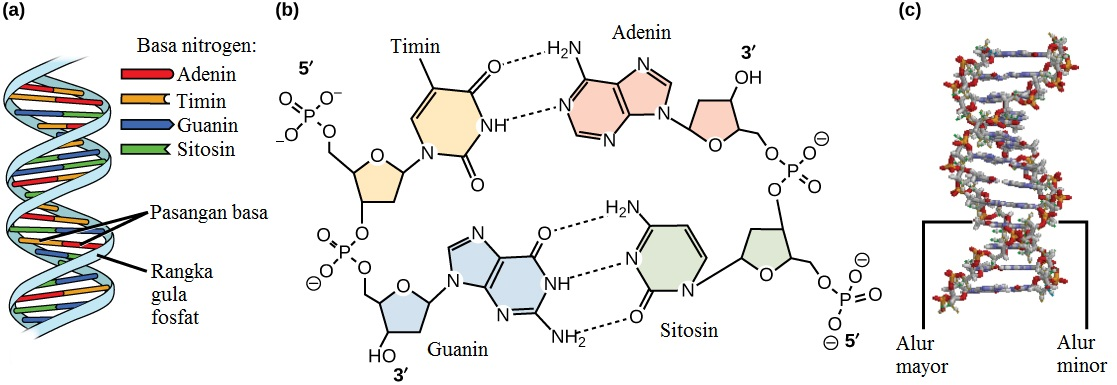 (a)
Basa nitrogen:
Adenin
Timin
Guanin
Sitosin
Pasangan basa
Rangka
gula
fosfat
(b)
Timin
Adenin
5′
3′
O
H₂N
N
OH
O
O⁻
P
⁻O
O
O
N
NH
N
N
N
O
O
O
P
⊖
O
O
O
O
P
O
⊖
O
O
H₂N
N
N
NH
N
N
NH₂
N
N
O
O
O
O
P
O
⊖
O
⊖
5′
HO
3′
Guanin
Sitosin
(c)
Alur
mayor
Alur
minor